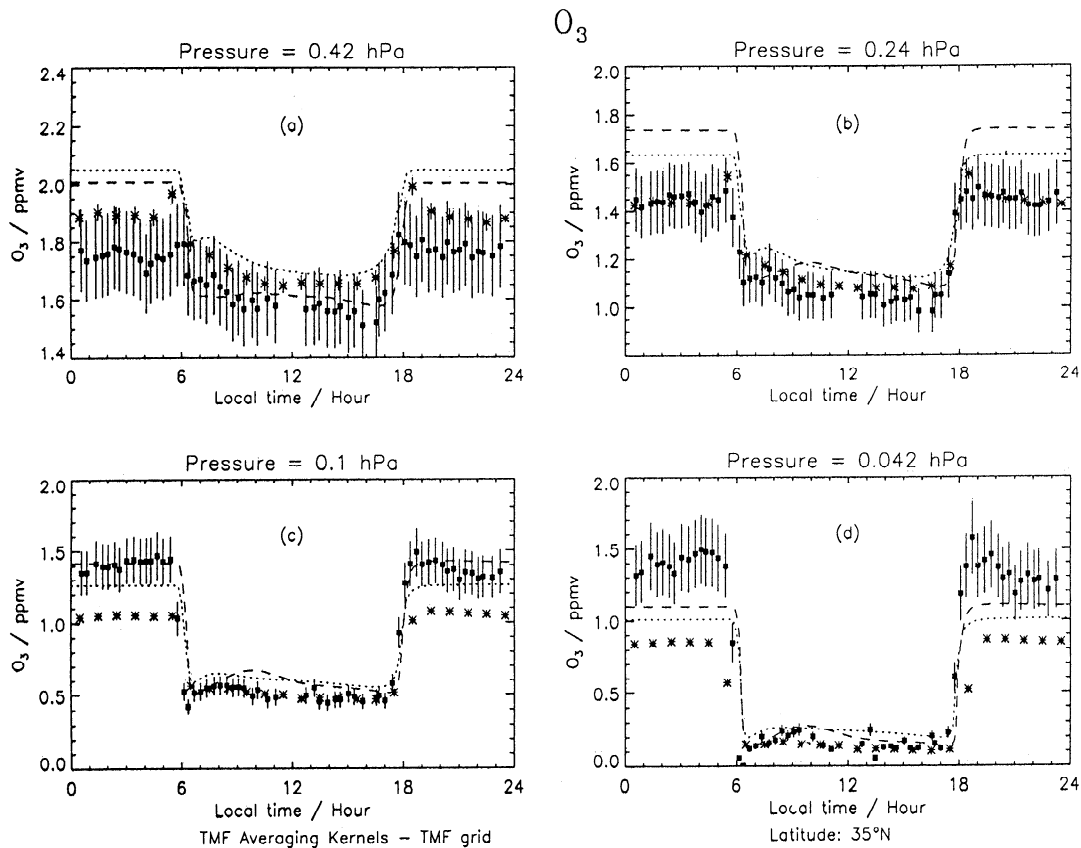 O3
Pressure = 0.42 hPa
2.4
2.2
2.0
1.8
1.6
1.4
O3 / ppmv
(a)
0 6 12 18 24
Local time / Hour
Pressure = 0.24 hPa
2.0
1.8
1.6
1.4
1.2
1.0
0.8
O3 / ppmv
(b)
0 6 12 18 24
Local time / Hour
Pressure = 0.1 hPa
2.0
1.5
1.0
0.5
0.0
O3 / ppmv
(c)
0 6 12 18 24
Local time / Hour
Pressure = 0.042 hPa
2.0
1.5
1.0
0.5
0.0
O3 / ppmv
(d)
0 6 12 18 24
Local time / Hour
TMF Averaging Kernels – TMF grid
Latitude: 35°N